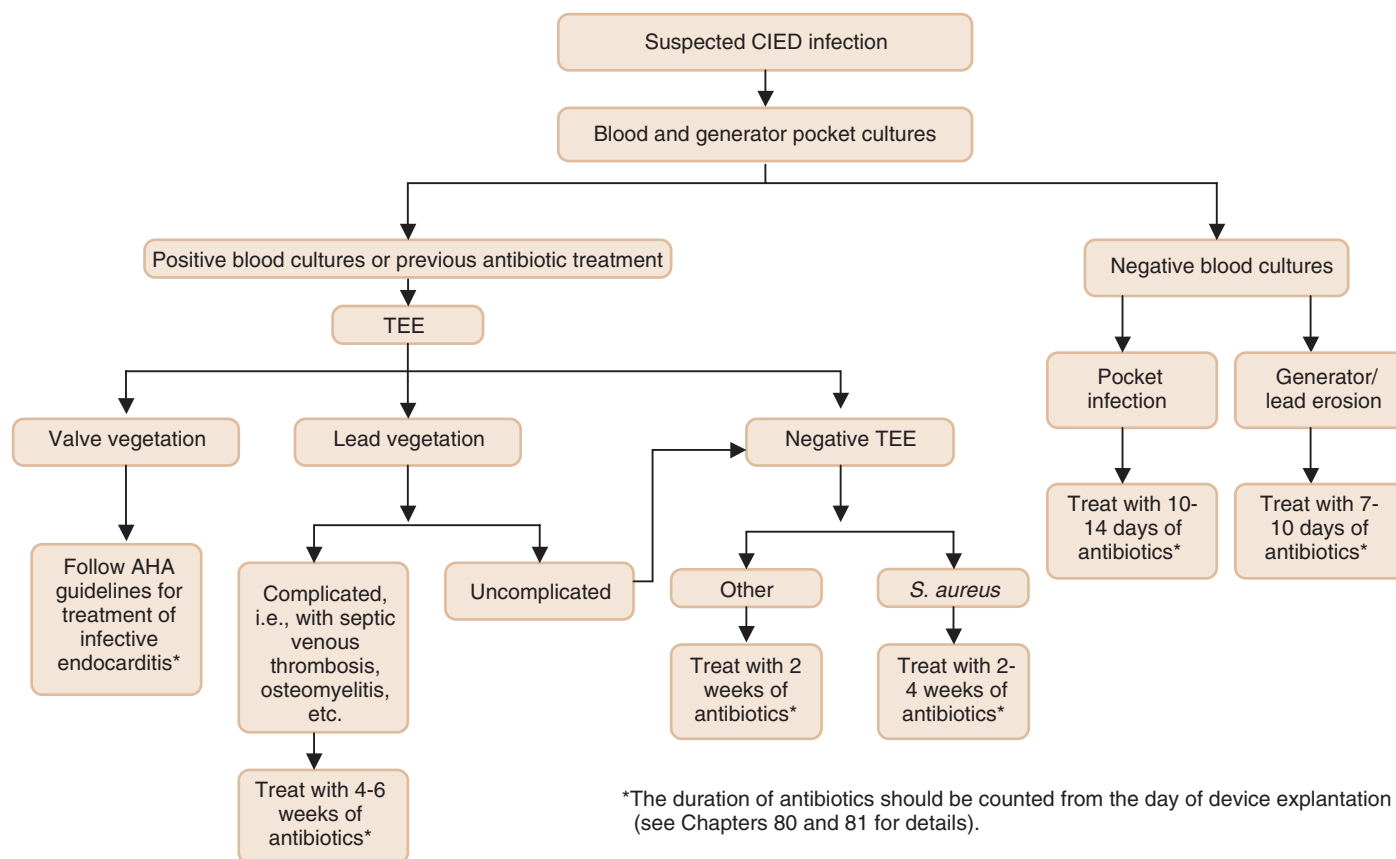 Suspected CIED infection
Blood and generator pocket cultures
Positive blood cultures or previous antibiotic treatment
Negative blood cultures
TEE
Pocket
infection
Generator/
lead erosion
Valve vegetation
Lead vegetation
Negative TEE
Treat with 10-
14 days of
antibiotics*
Treat with 7-
10 days of
antibiotics*
Follow AHA
guidelines for
treatment of
infective
endocarditis*
Complicated,
i.e., with septic
venous
thrombosis,
osteomyelitis,
etc.
Uncomplicated
Other
S. aureus
Treat with 2
weeks of
antibiotics*
Treat with 2-
4 weeks of
antibiotics*
Treat with 4-6
weeks of
antibiotics*
*The duration of antibiotics should be counted from the day of device explantation
(see Chapters 80 and 81 for details).